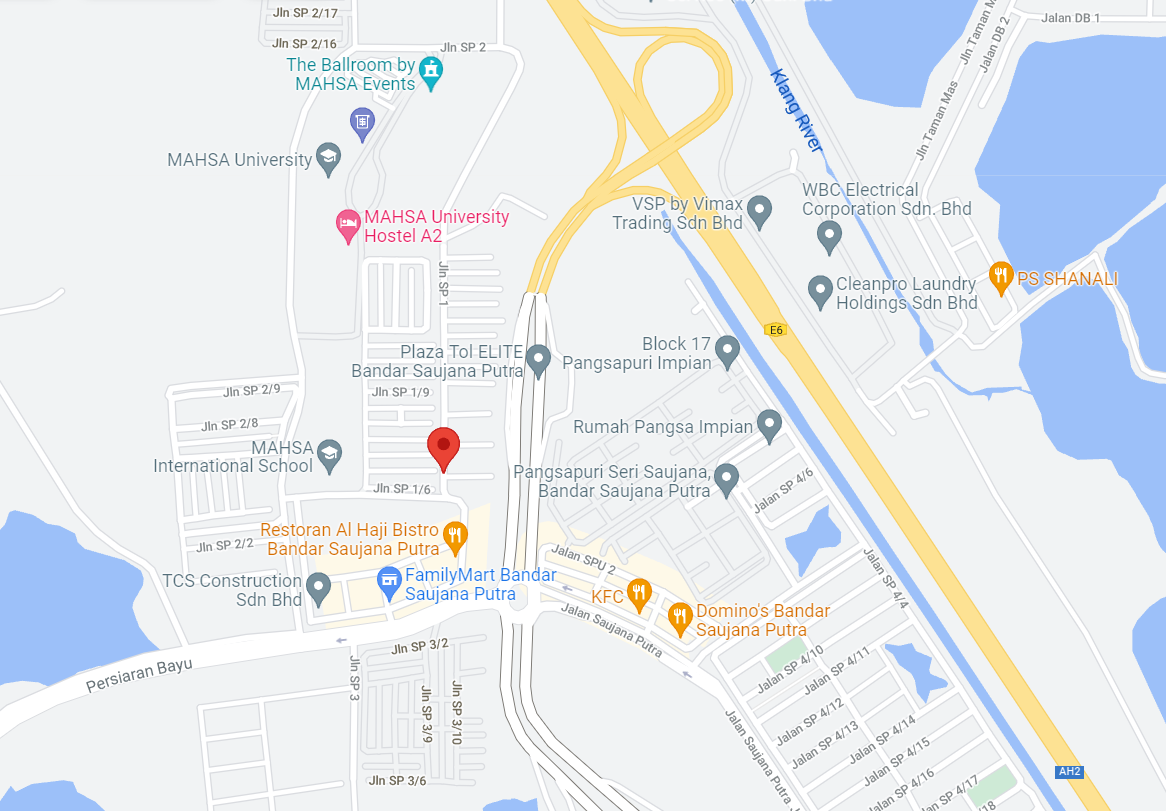 Jln SP 2/17
Jalan DB 1
Jln SP 2/16
Jln SP 2
Jln Taman Mas
Jalan DB 2
The Ballroom by
MAHSA Events
Klang River
Jln Taman Mas
MAHSA University
WBC Electrical
Corporation Sdn. Bhd
VSP by Vimax
Trading Sdn Bhd
MAHSA University
Hostel A2
Jln SP 1
Cleanpro Laundry
Holdings Sdn Bhd
PS SHANALI
E6
Block 17
Pangsapuri Impian
Plaza Tol ELITE
Bandar Saujana Putra
Jln SP 2/9
Jln SP 1/9
Jln SP 2/8
Rumah Pangsa Impian
MAHSA
International School
Pangsapuri Seri Saujana,
Bandar Saujana Putra
Jalan SP 4/6
Jln SP 1/6
Restoran Al Haji Bistro
Bandar Saujana Putra
Jln SP 2/2
Jalan SPU 2
Jalan SP 4/4
TCS Construction
Sdn Bhd
FamilyMart Bandar
Saujana Putra
KFC
Domino's Bandar
Saujana Putra
Jalan Saujana Putra
Jln SP 3/2
Persiaran Bayu
Jln SP 3
Jalan SP 4/10
Jalan SP 4/11
Jln SP 3/9
Jln SP 3/10
Jalan SP 4/12
Jalan SP 4/13
Jalan SP 4/14
Jalan SP 4/15
Jalan Saujana Putra
Jalan SP 4/16
Jalan SP 4/17
AH2
Jln SP 3/6